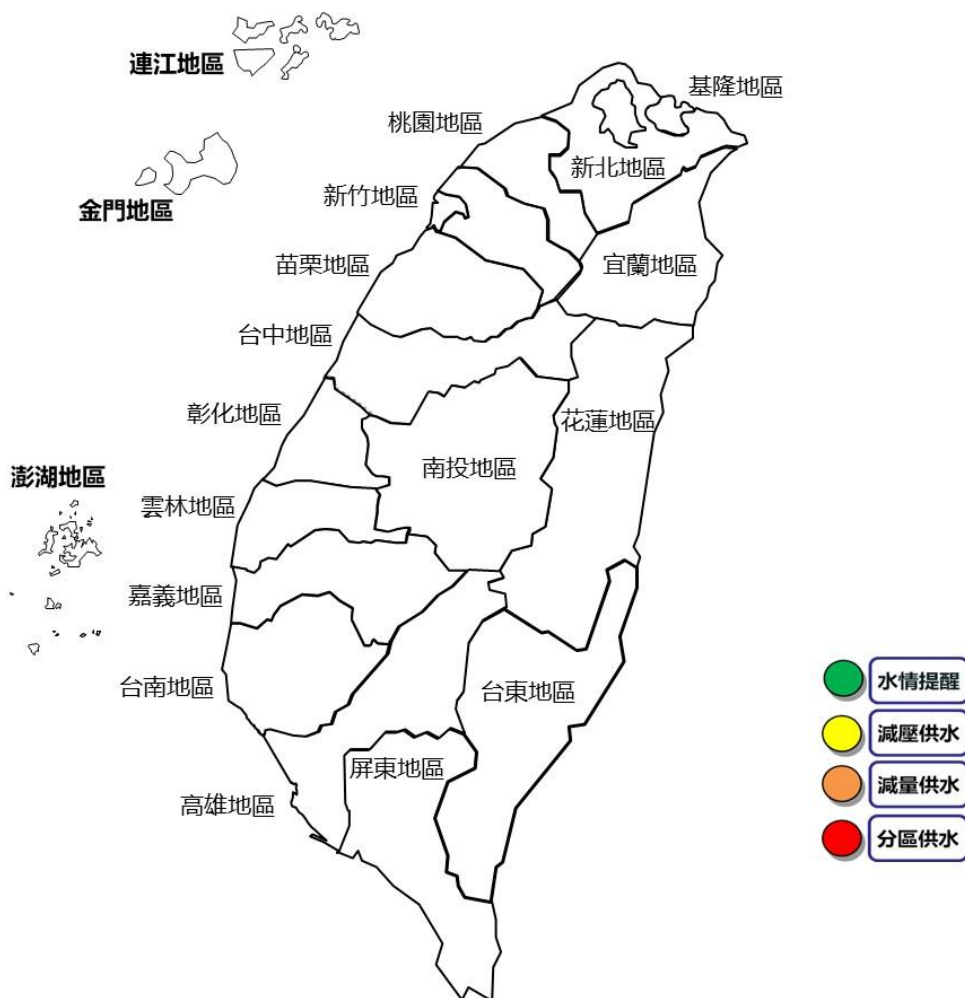 連江地區
基隆地區
桃園地區
新北地區
新竹地區
金門地區
苗栗地區
宜蘭地區
台中地區
彰化地區
花蓮地區
南投地區
澎湖地區
雲林地區
嘉義地區
台南地區
台東地區
屏東地區
高雄地區
水情提醒
減壓供水
減量供水
分區供水